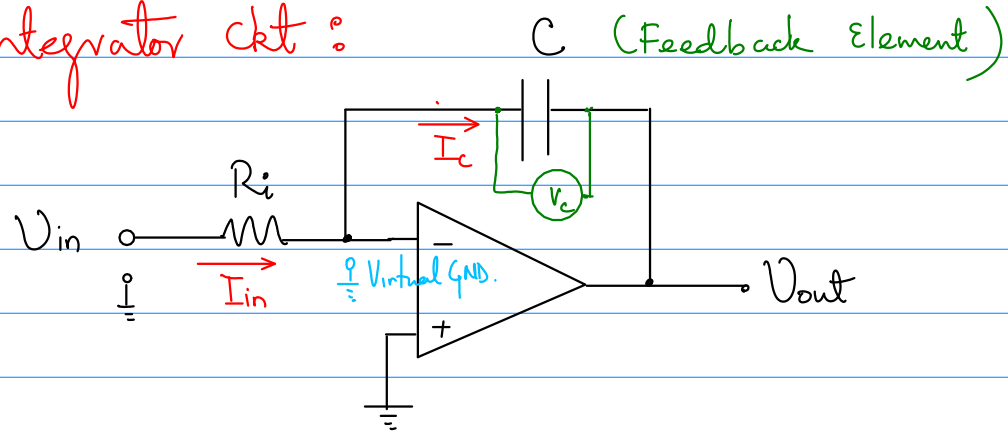 ntegrator ckt :
C (Feedback Element)
Ic
Vc
Ri
Vin
Iin
Virtual GND.
−
+
Vout